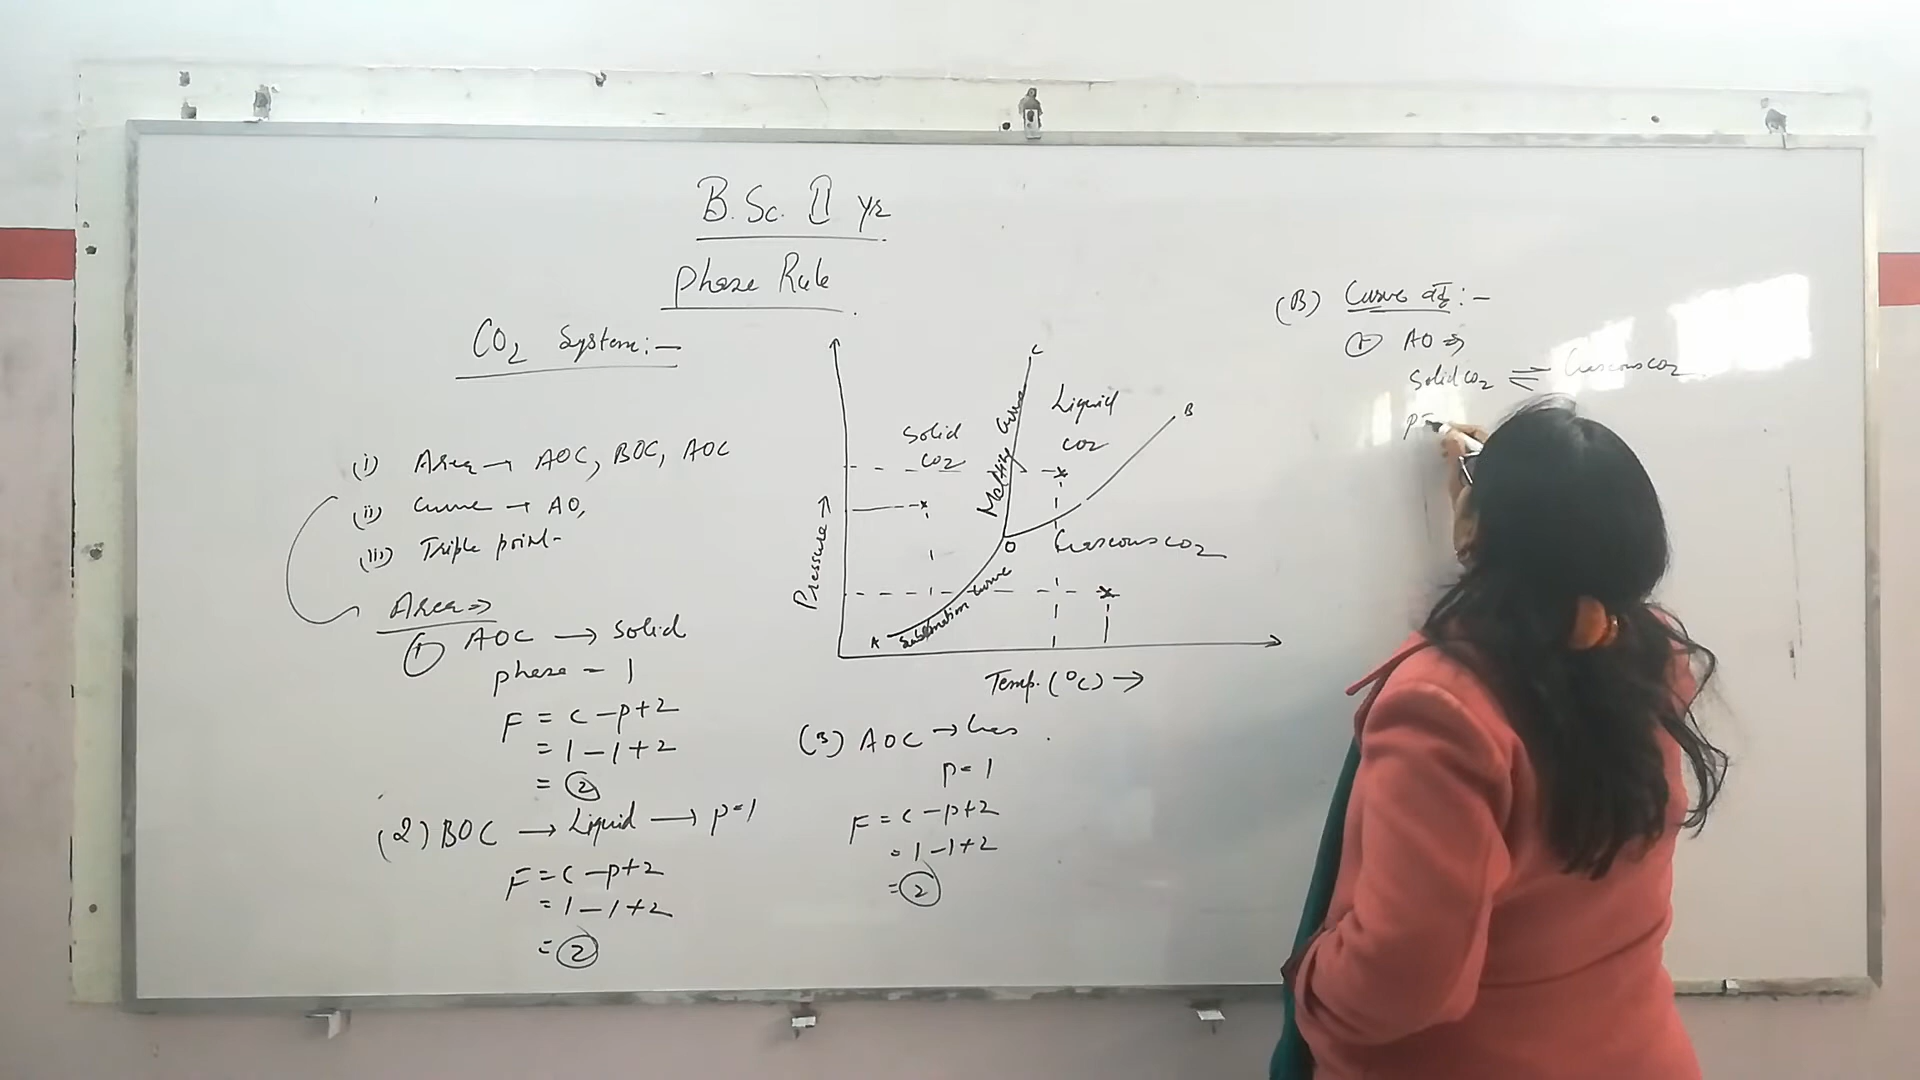 B.Sc. II yr
Phase Rule
CO2 System:-
(i) Area → AOC, BOC, AOC
(ii) Curve → AO,
(iii) Triple point-
Area ⇒
① AOC → Solid
phase = 1
F = C - P + 2
= 1 - 1 + 2
= ②
(2) BOC → Liquid → P = 1
F = C - P + 2
= 1 - 1 + 2
= ②
Pressure →
C
Melting Curve
Liquid
CO2
Solid
CO2
B
O
Gaseous CO2
A
Sublimation Curve
Temp. (°C) →
(3) AOC → Gas
P = 1
F = C - P + 2
= 1 - 1 + 2
= ②
(B) Curve :-
① AO ⇒
Solid CO2 ⇌ Gaseous CO2
P =